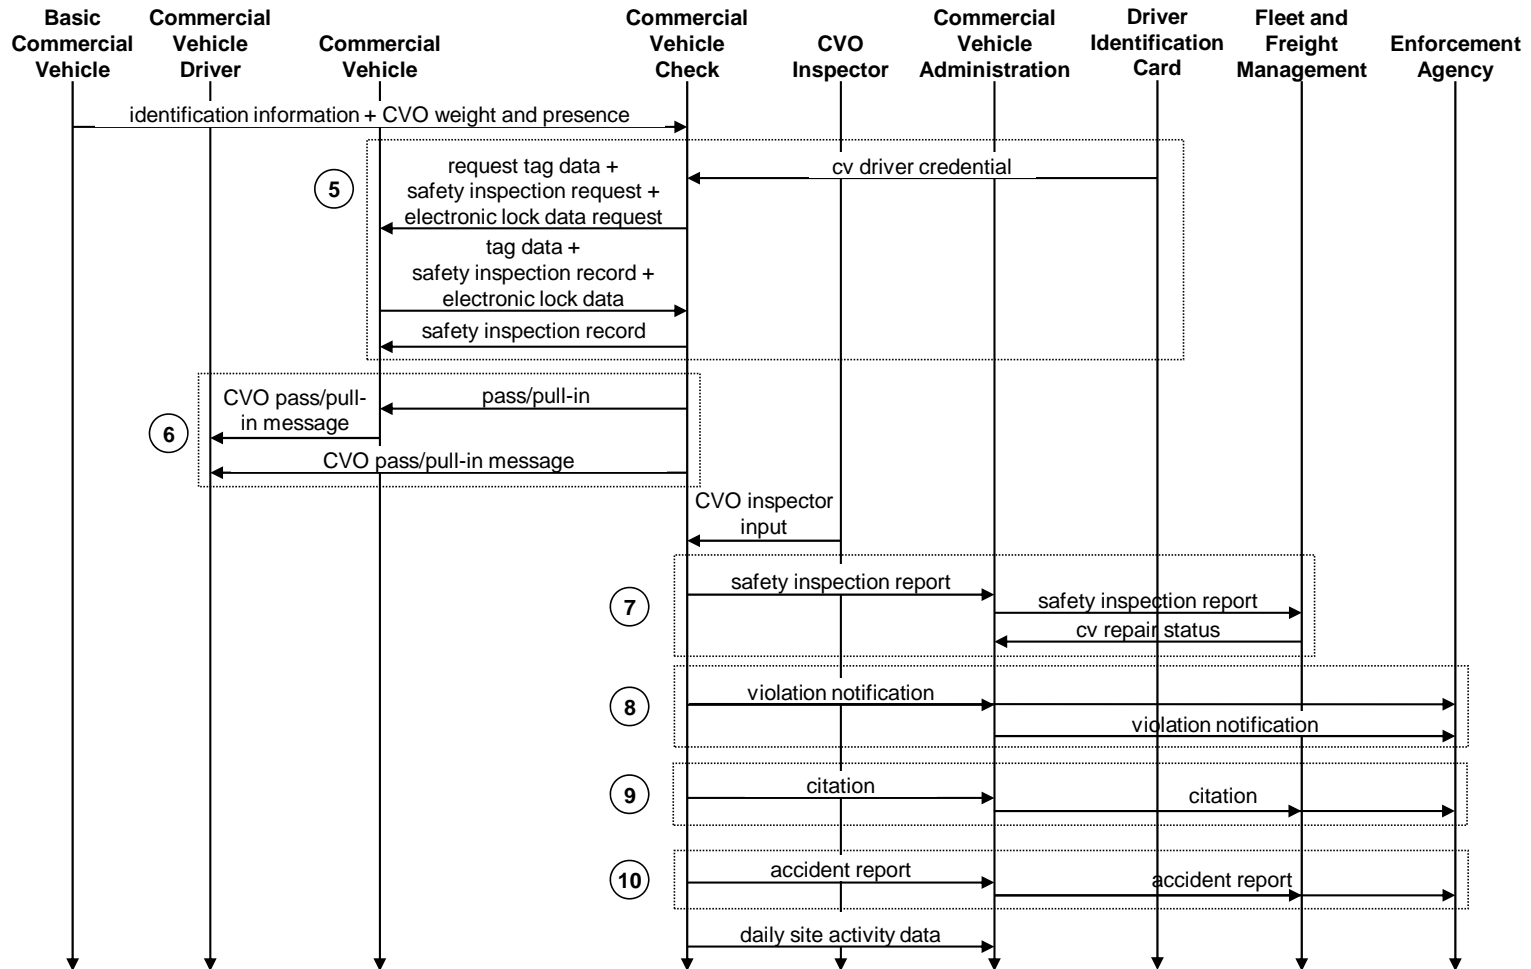 Basic
Commercial
Vehicle
Commercial
Vehicle
Driver
Commercial
Vehicle
Commercial
Vehicle
Check
CVO
Inspector
Commercial
Vehicle
Administration
Driver
Identification
Card
Fleet and
Freight
Management
Enforcement
Agency
identification information + CVO weight and presence
5
cv driver credential
request tag data +
safety inspection request +
electronic lock data request
tag data +
safety inspection record +
electronic lock data
safety inspection record
6
pass/pull-in
CVO pass/pull-
in message
CVO pass/pull-in message
CVO inspector
input
7
safety inspection report
safety inspection report
cv repair status
8
violation notification
violation notification
9
citation
citation
10
accident report
accident report
daily site activity data